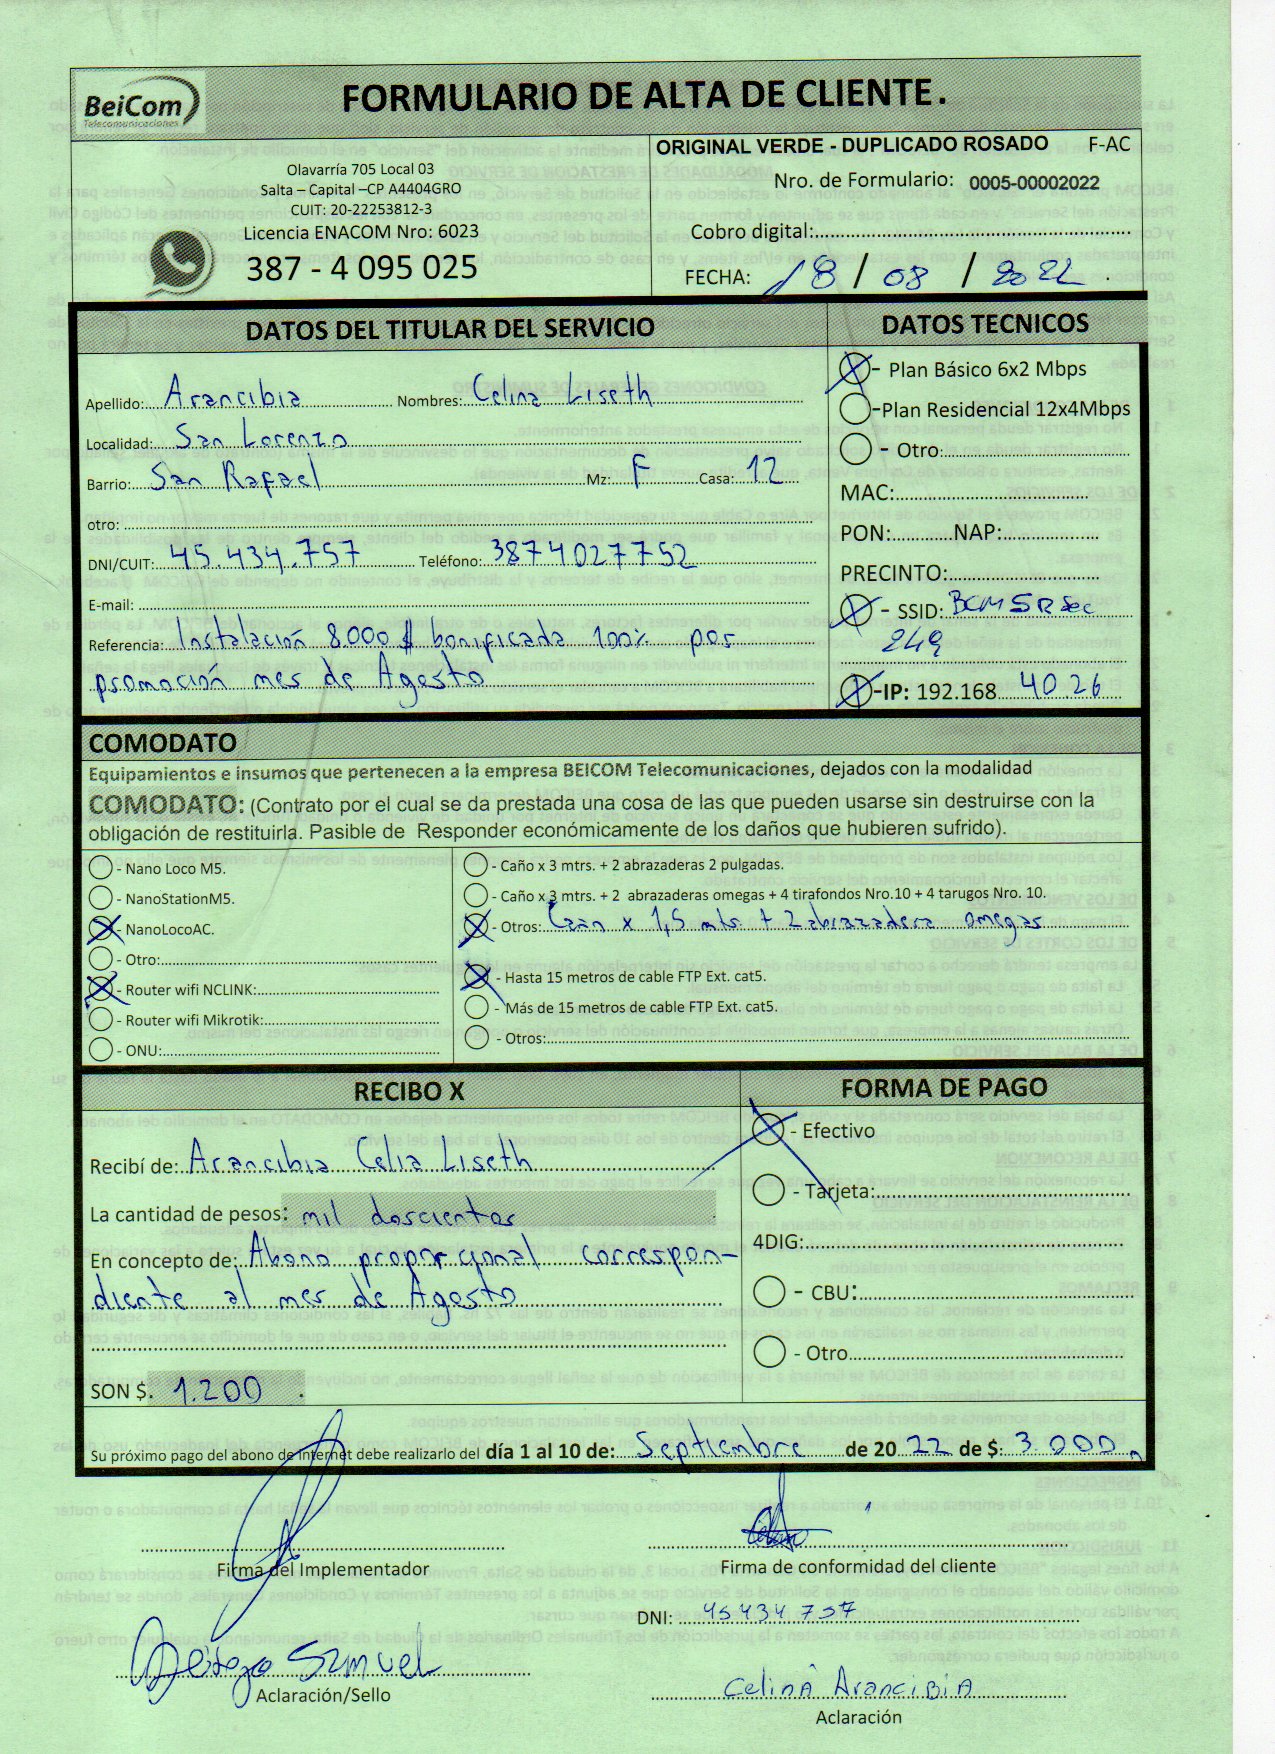 BeiCom
Telecomunicaciones
FORMULARIO DE ALTA DE CLIENTE.
Olavarría 705 Local 03
Salta – Capital –CP A4404GRO
CUIT: 20-22253812-3
Licencia ENACOM Nro: 6023
387 - 4 095 025
ORIGINAL VERDE - DUPLICADO ROSADO F-AC
Nro. de Formulario: 0005-00002022
Cobro digital:
FECHA: 18 / 08 / 2022
DATOS DEL TITULAR DEL SERVICIO
Apellido: Arancibia Nombres: Celina Liseth
Localidad: San Lorenzo
Barrio: San Rafael Mz: F Casa: 12
otro:
DNI/CUIT: 45.434.757 Teléfono: 3874027752
E-mail:
Referencia: Instalación 8.000 $ bonificada 100% por
promoción mes de Agosto
DATOS TECNICOS
- Plan Básico 6x2 Mbps
-Plan Residencial 12x4Mbps
- Otro:
MAC:
PON: NAP:
PRECINTO:
- SSID: BCM SR Sec
249
-IP: 192.168 40 26
COMODATO
Equipamientos e insumos que pertenecen a la empresa BEICOM Telecomunicaciones, dejados con la modalidad
COMODATO: (Contrato por el cual se da prestada una cosa de las que pueden usarse sin destruirse con la
obligación de restituirla. Pasible de Responder económicamente de los daños que hubieren sufrido).
- Nano Loco M5.
- NanoStationM5.
- NanoLocoAC.
- Otro:
- Router wifi NCLINK:
- Router wifi Mikrotik:
- ONU:
- Caño x 3 mtrs. + 2 abrazaderas 2 pulgadas.
- Caño x 3 mtrs. + 2 abrazaderas omegas + 4 tirafondos Nro.10 + 4 tarugos Nro. 10.
- Otros: x 1,5 mts. + 2 abrazadera omegas
- Hasta 15 metros de cable FTP Ext. cat5.
- Más de 15 metros de cable FTP Ext. cat5.
- Otros:
RECIBO X
Recibí de: Arancibia Celia Liseth
La cantidad de pesos: mil doscientos
En concepto de: Abono proporcional correspon-
diente al mes de Agosto
SON $. 1.200 .
FORMA DE PAGO
- Efectivo
- Tarjeta:
4DIG:
- CBU:
- Otro
Su próximo pago del abono de internet debe realizarlo del día 1 al 10 de: Septiembre de 20 22 de $: 3.000
Firma del Implementador
Firma de conformidad del cliente
DNI: 45434757
Samuel
Aclaración/Sello
Celina Arancibia
Aclaración